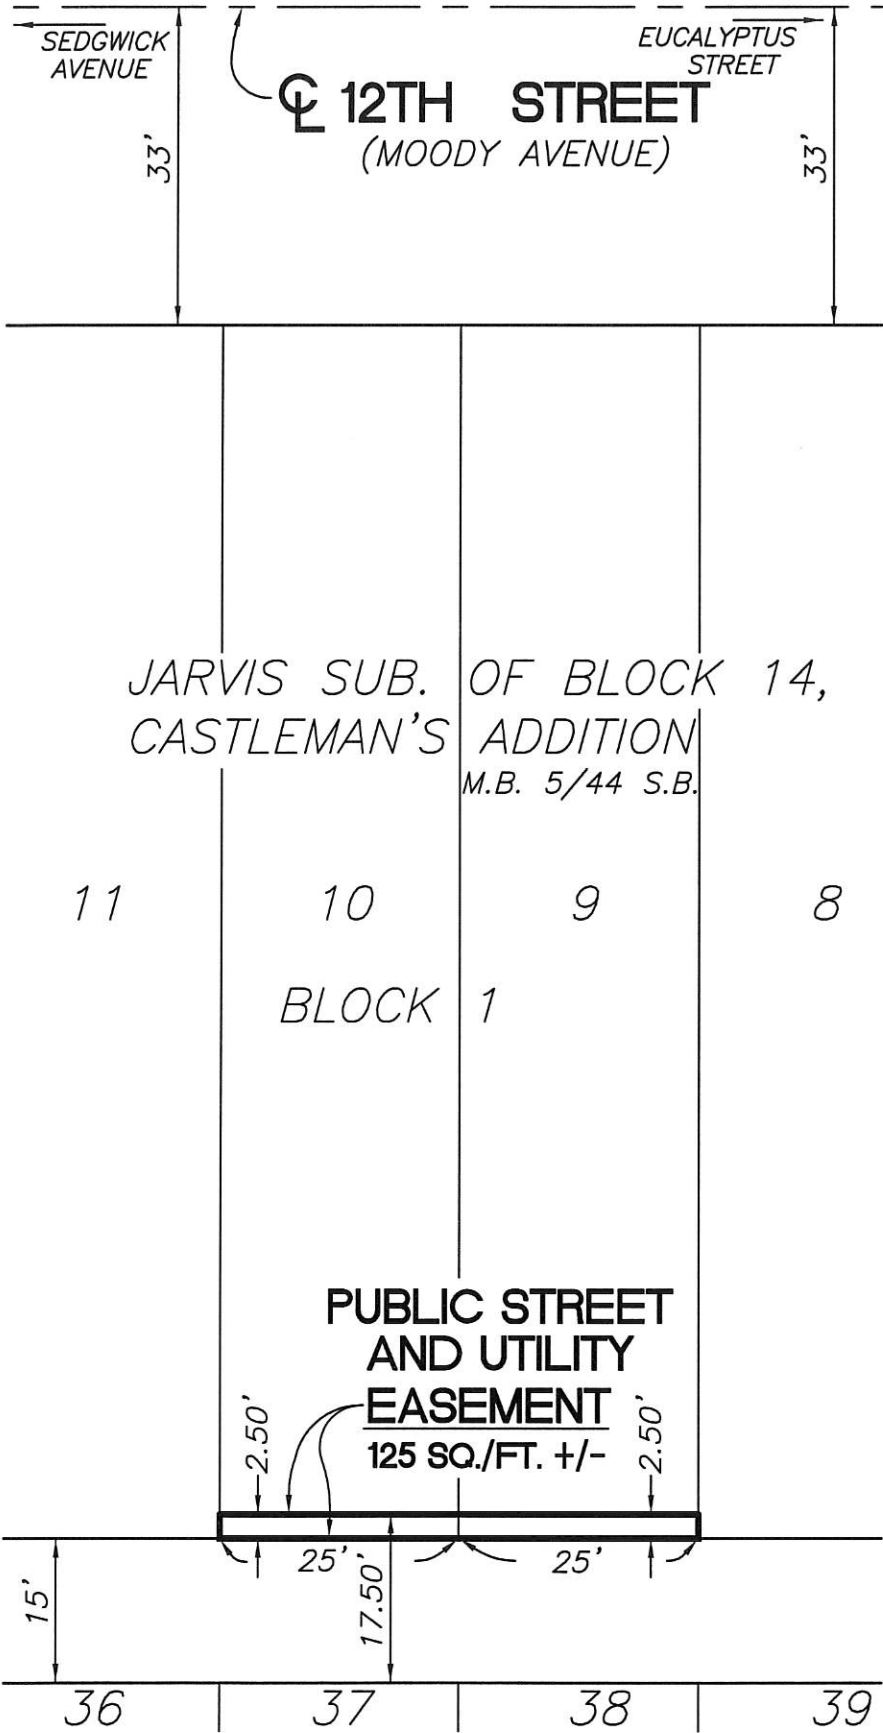 SEDGWICK
AVENUE
EUCALYPTUS
STREET
℄ 12TH STREET
(MOODY AVENUE)
33'
33'
JARVIS SUB. OF BLOCK 14,
CASTLEMAN'S ADDITION
M.B. 5/44 S.B.
11
10
9
8
BLOCK 1
PUBLIC STREET
AND UTILITY
EASEMENT
125 SQ./FT. +/-
2.50'
2.50'
25'
25'
15'
17.50'
36
37
38
39